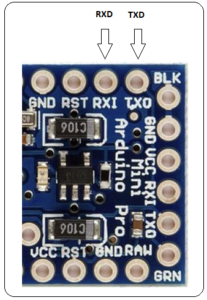 RXD TXD
BLK
GND RST RXI TXO
GND
VCC
RXI
TXO
C106
Arduino
Mini
Pro
C106
VCC RST GND RAW
GRN